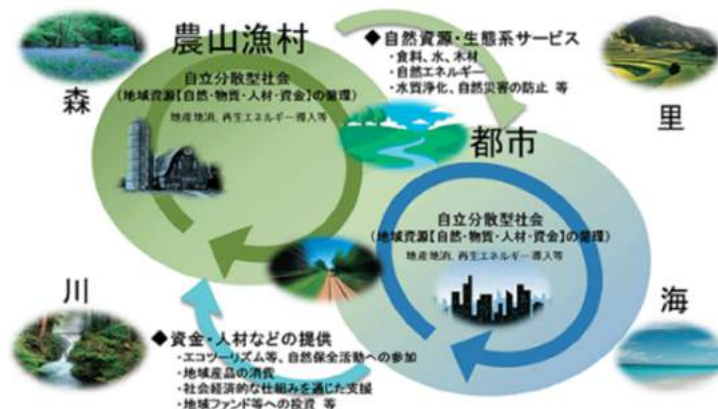 農山漁村
◆自然資源・生態系サービス
・食料、水、木材
・自然エネルギー
・水質浄化、自然災害の防止 等
森
自立分散型社会
(地域資源【自然・物質・人材・資金】の循環)
地産地消、再生エネルギー導入等
里
都市
自立分散型社会
(地域資源【自然・物質・人材・資金】の循環)
地産地消、再生エネルギー導入等
川
海
◆資金・人材などの提供
・エコツーリズム等、自然保全活動への参加
・地域産品の消費
・社会経済的な仕組みを通じた支援
・地域ファンド等への投資 等